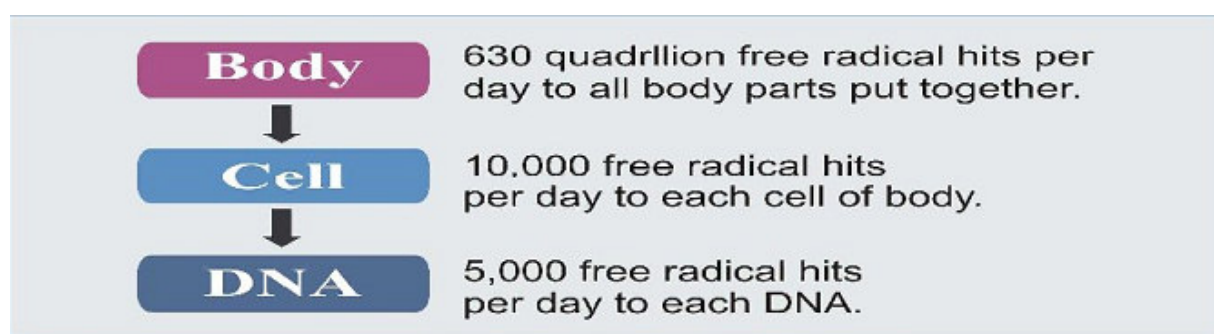 Body
630 quadrllion free radical hits per
day to all body parts put together.
Cell
10,000 free radical hits
per day to each cell of body.
DNA
5,000 free radical hits
per day to each DNA.